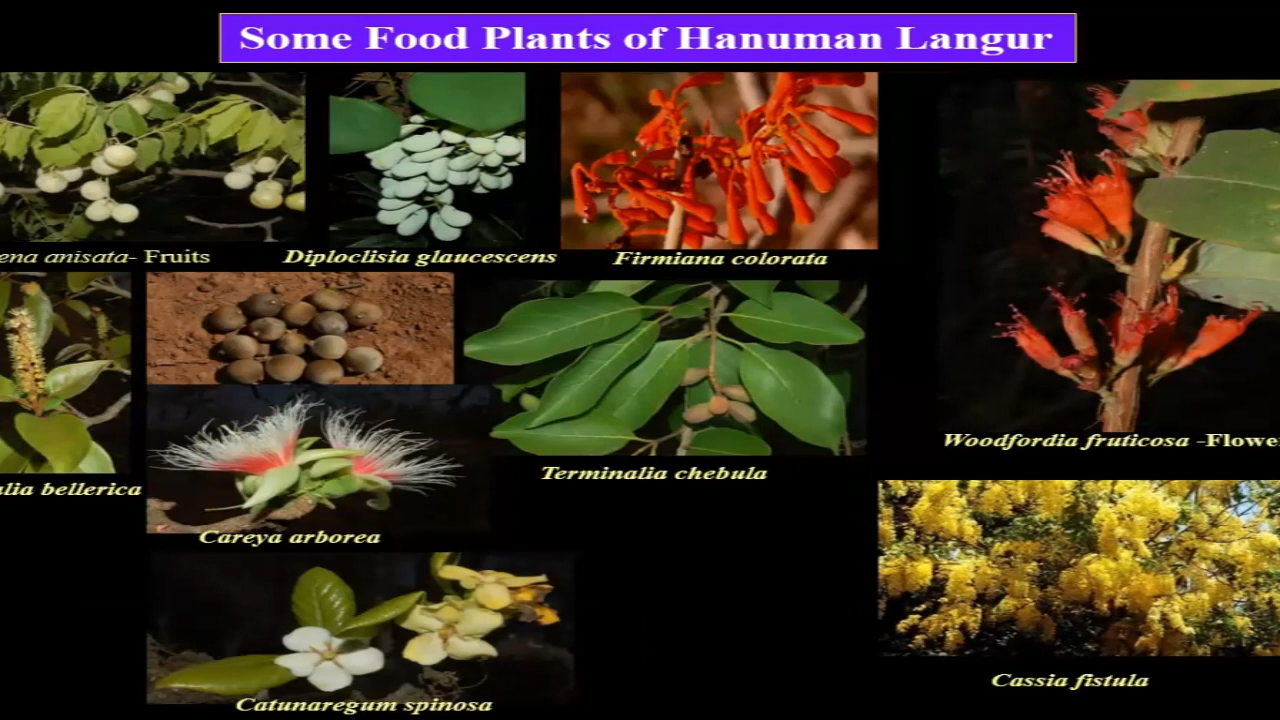 Some Food Plants of Hanuman Langur
ena anisata- Fruits
Diploclisia glaucescens
Firmiana colorata
Woodfordia fruticosa -Flowe
alia bellerica
Terminalia chebula
Careya arborea
Cassia fistula
Catunaregum spinosa